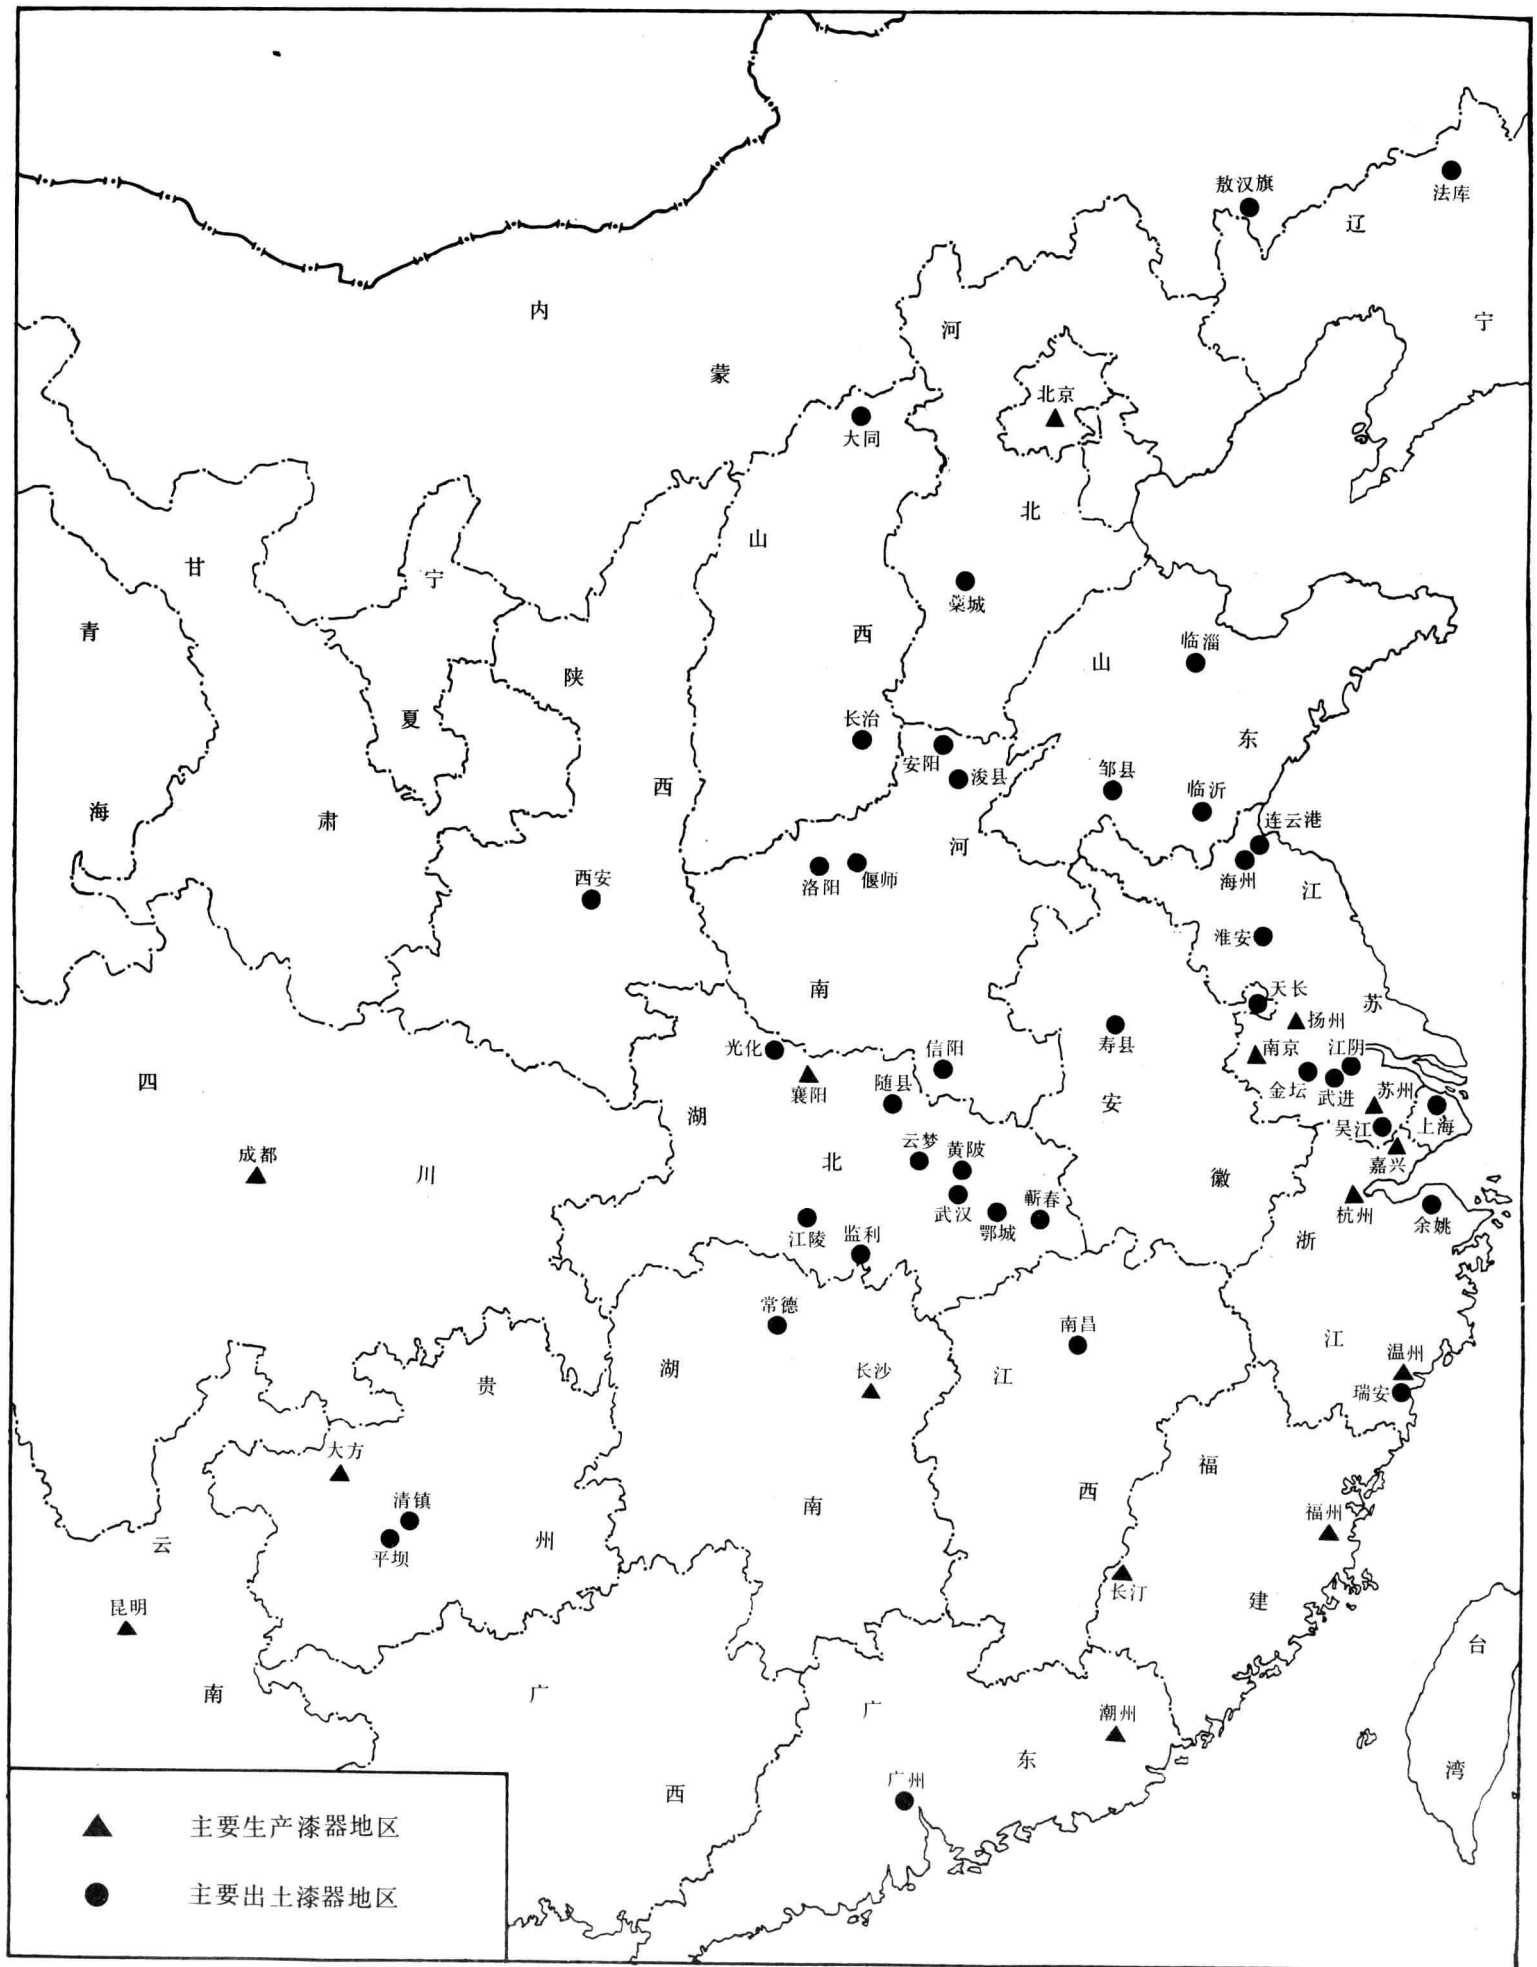 敖汉旗
法库
辽
内
河
宁
蒙
北京
大同
北
山
甘
宁
藁城
青
西
临淄
山
陕
夏
长治
东
安阳
浚县
邹县
西
临沂
海
肃
连云港
河
洛阳
偃师
西安
海州
江
淮安
南
天长
苏
扬州
寿县
光化
信阳
南京
江阴
四
襄阳
随县
金坛
武进
苏州
湖
安
吴江
上海
成都
川
北
云梦
黄陂
嘉兴
徽
武汉
蕲春
杭州
余姚
江陵
监利
鄂城
浙
常德
南昌
江
湖
长沙
江
温州
贵
瑞安
大方
福
清镇
南
西
福州
云
州
平坝
长汀
昆明
建
台
南
广
广
潮州
东
湾
西
广州
主要生产漆器地区
主要出土漆器地区